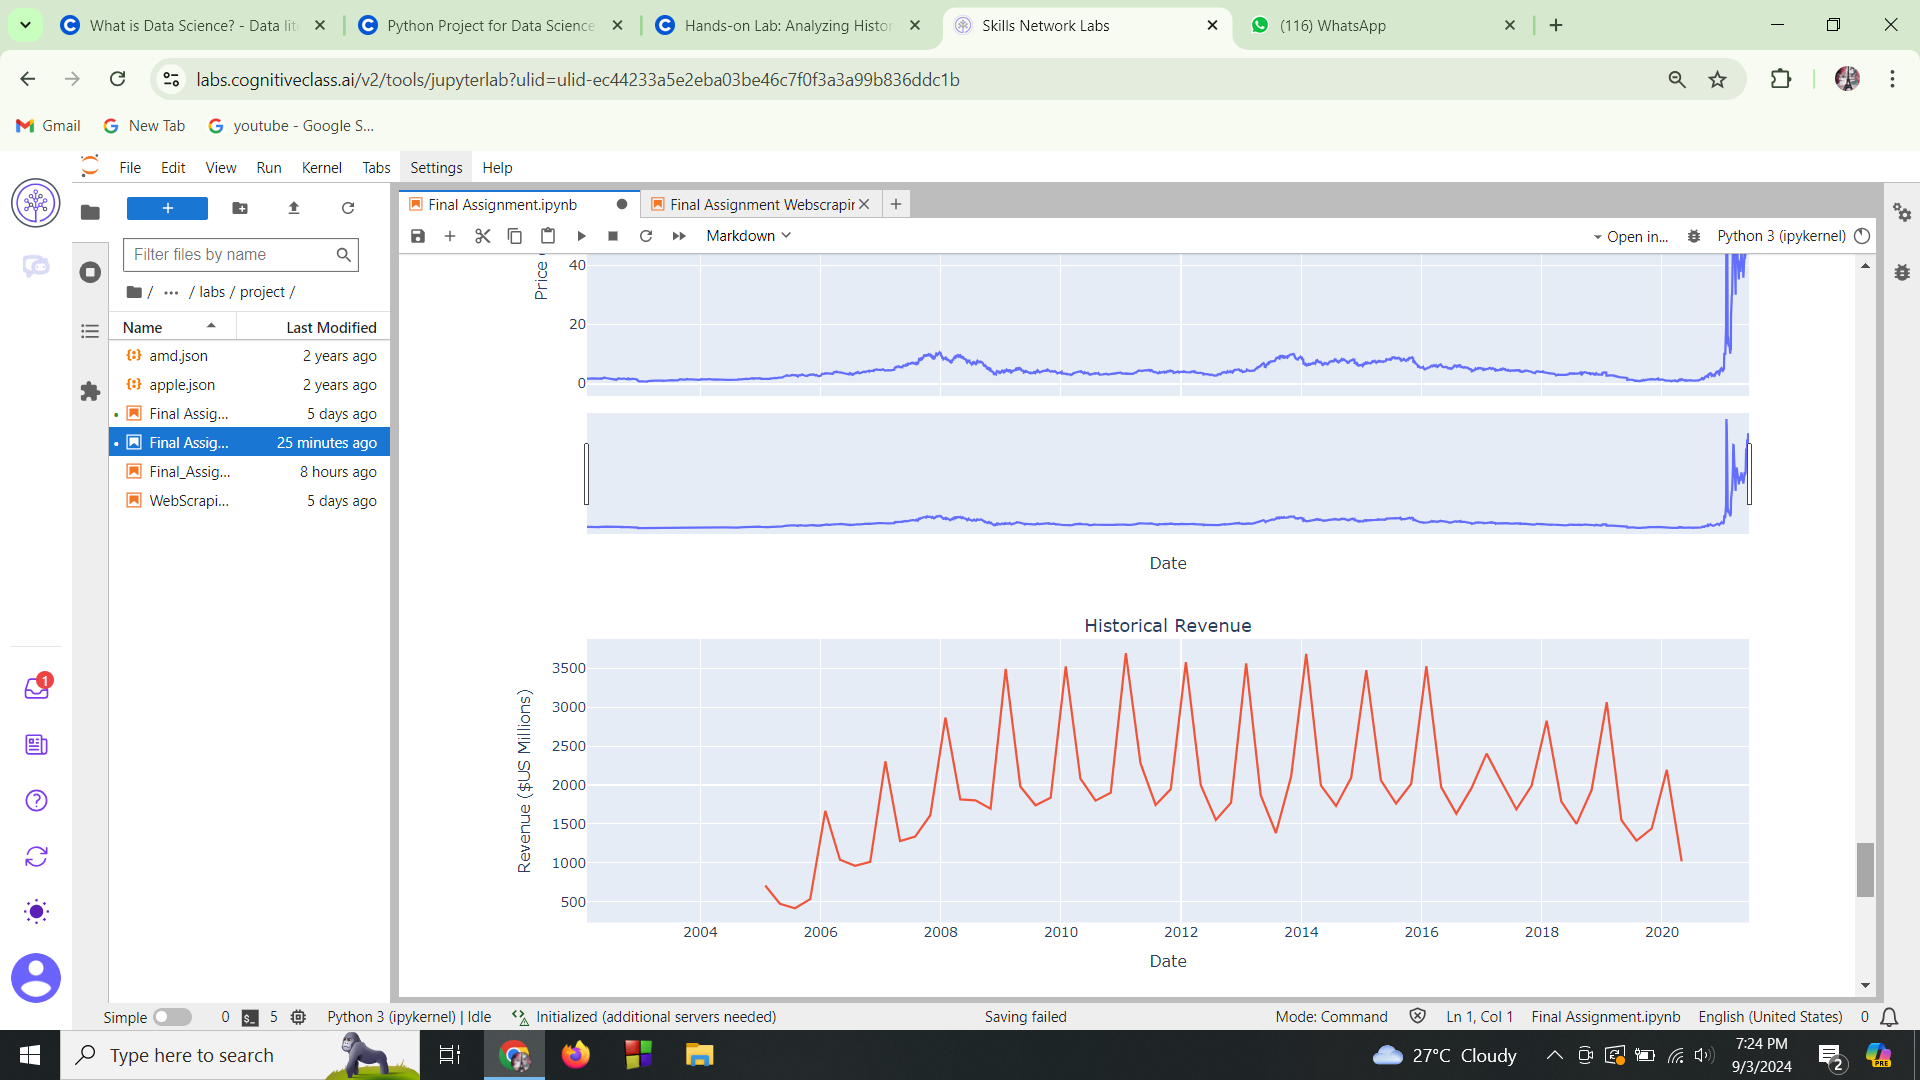 What is Data Science? - Data lit
Python Project for Data Science
Hands-on Lab: Analyzing Histor
Skills Network Labs
(116) WhatsApp
labs.cognitiveclass.ai/v2/tools/jupyterlab?ulid=ulid-ec44233a5e2eba03be46c7f0f3a3a99b836ddc1b
Gmail
New Tab
youtube - Google S...
File Edit View Run Kernel Tabs Settings Help
Final Assignment.ipynb
Final Assignment Webscrapin
Markdown
Open in...
Python 3 (ipykernel)
Filter files by name
/ ... / labs / project /
Name Last Modified
amd.json 2 years ago
apple.json 2 years ago
Final Assig... 5 days ago
Final Assig... 25 minutes ago
Final_Assig... 8 hours ago
WebScrapi... 5 days ago
1
Price
40
20
0
Date
Historical Revenue
Revenue ($US Millions)
3500
3000
2500
2000
1500
1000
500
2004 2006 2008 2010 2012 2014 2016 2018 2020
Date
Simple 0 $_ 5 Python 3 (ipykernel) | Idle Initialized (additional servers needed) Saving failed Mode: Command Ln 1, Col 1 Final Assignment.ipynb English (United States) 0
Type here to search
27°C Cloudy
7:24 PM
9/3/2024
2
PRE